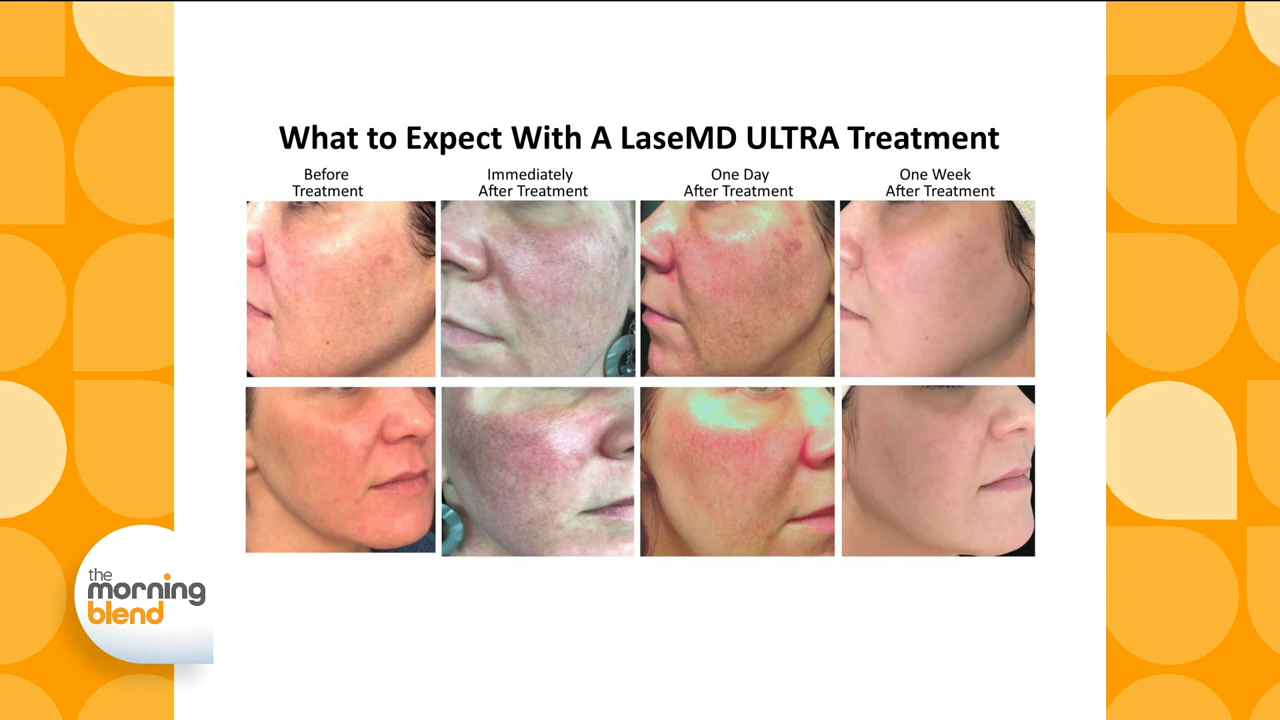 What to Expect With A LaseMD ULTRA Treatment
Before
Treatment
Immediately
After Treatment
One Day
After Treatment
One Week
After Treatment
the
morning
blend